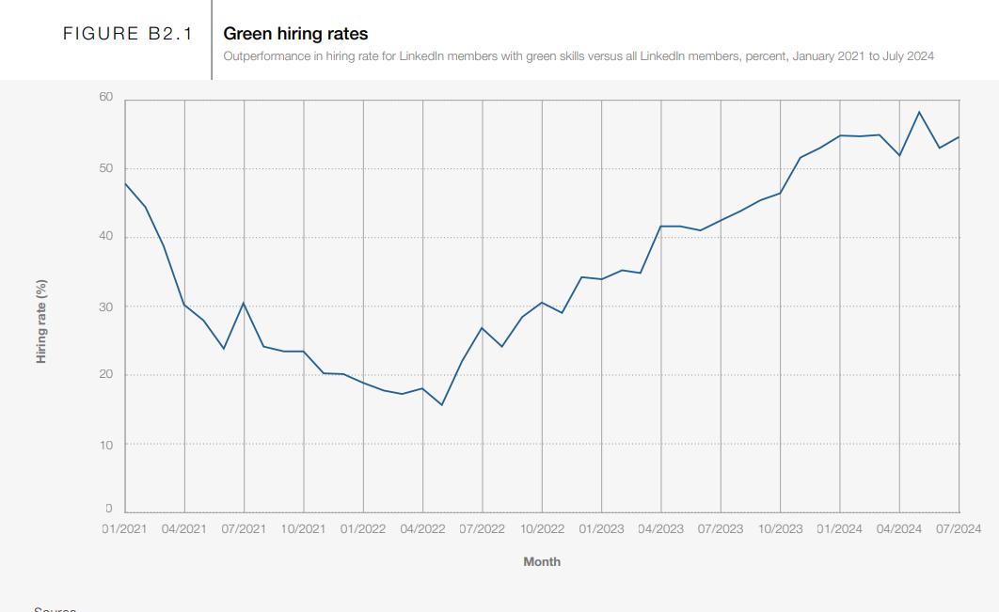 FIGURE B2.1
Green hiring rates
Outperformance in hiring rate for LinkedIn members with green skills versus all LinkedIn members, percent, January 2021 to July 2024
60
50
40
30
20
10
0
Hiring rate (%)
01/2021 04/2021 07/2021 10/2021 01/2022 04/2022 07/2022 10/2022 01/2023 04/2023 07/2023 10/2023 01/2024 04/2024 07/2024
Month
Source